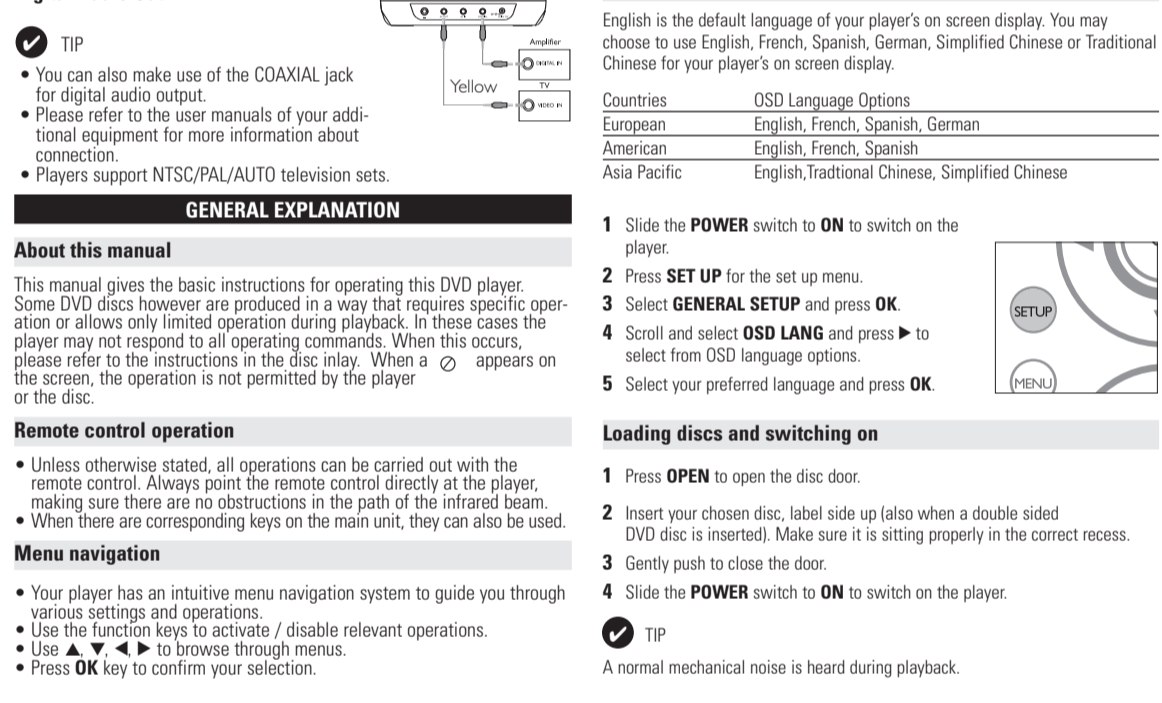 TIP
• You can also make use of the COAXIAL jack
for digital audio output.
• Please refer to the user manuals of your addi-
tional equipment for more information about
connection.
• Players support NTSC/PAL/AUTO television sets.
Amplifier
DIGITAL IN
Yellow
TV
VIDEO IN
GENERAL EXPLANATION
About this manual
This manual gives the basic instructions for operating this DVD player.
Some DVD discs however are produced in a way that requires specific oper-
ation or allows only limited operation during playback. In these cases the
player may not respond to all operating commands. When this occurs,
please refer to the instructions in the disc inlay. When a ⊘ appears on
the screen, the operation is not permitted by the player
or the disc.
Remote control operation
• Unless otherwise stated, all operations can be carried out with the
remote control. Always point the remote control directly at the player,
making sure there are no obstructions in the path of the infrared beam.
• When there are corresponding keys on the main unit, they can also be used.
Menu navigation
• Your player has an intuitive menu navigation system to guide you through
various settings and operations.
• Use the function keys to activate / disable relevant operations.
• Use ▲, ▼, ◀, ▶ to browse through menus.
• Press OK key to confirm your selection.
English is the default language of your player's on screen display. You may
choose to use English, French, Spanish, German, Simplified Chinese or Traditional
Chinese for your player's on screen display.
Countries OSD Language Options
European English, French, Spanish, German
American English, French, Spanish
Asia Pacific English,Tradtional Chinese, Simplified Chinese
1 Slide the POWER switch to ON to switch on the
player.
2 Press SET UP for the set up menu.
3 Select GENERAL SETUP and press OK.
4 Scroll and select OSD LANG and press ▶ to
select from OSD language options.
5 Select your preferred language and press OK.
SETUP
MENU
Loading discs and switching on
1 Press OPEN to open the disc door.
2 Insert your chosen disc, label side up (also when a double sided
DVD disc is inserted). Make sure it is sitting properly in the correct recess.
3 Gently push to close the door.
4 Slide the POWER switch to ON to switch on the player.
TIP
A normal mechanical noise is heard during playback.